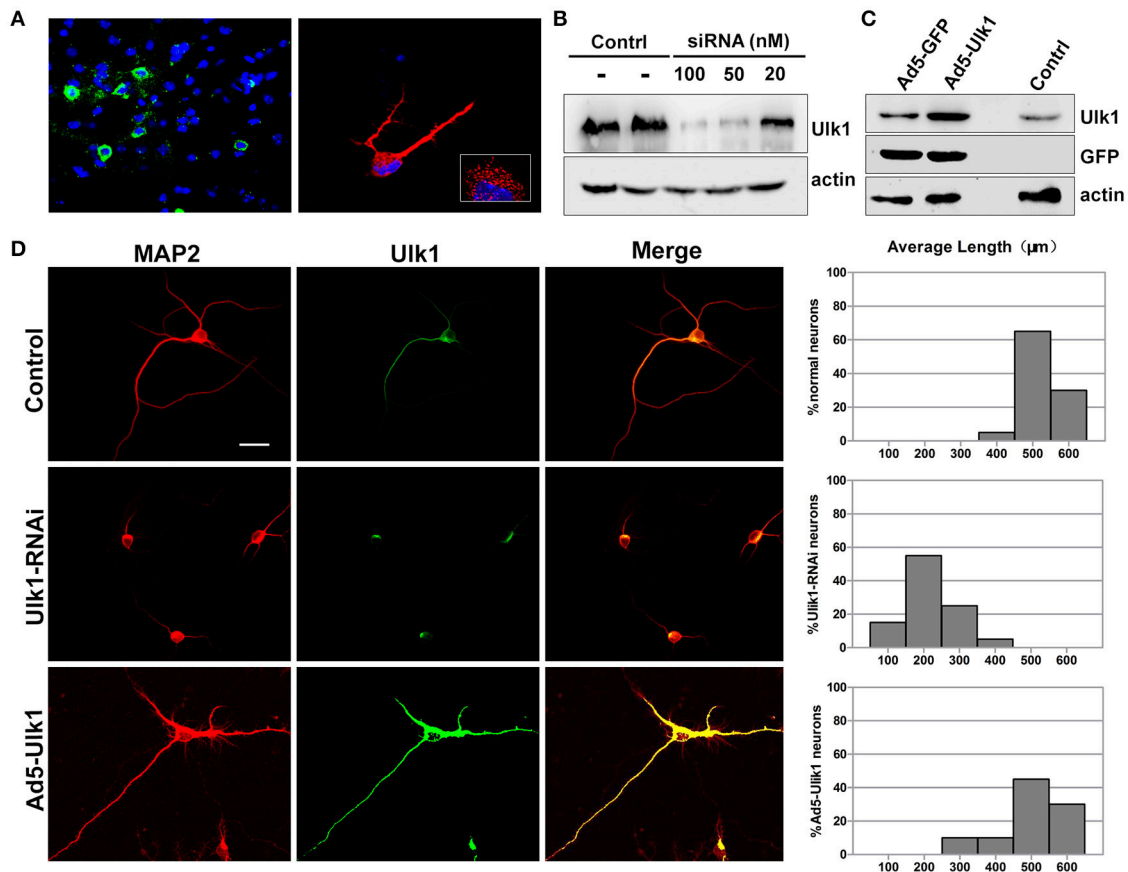 A
B
Contrl siRNA (nM)
- - 100 50 20
Ulk1
actin
C
Ad5-GFP
Ad5-Ulk1
Contrl
Ulk1
GFP
actin
D
MAP2 Ulk1 Merge
Control
Ulk1-RNAi
Ad5-Ulk1
Average Length (μm)
%normal neurons
100
80
60
40
20
0
100 200 300 400 500 600
%Ulik1-RNAi neurons
100
80
60
40
20
0
100 200 300 400 500 600
%Ad5-Ulik1 neurons
100
80
60
40
20
0
100 200 300 400 500 600